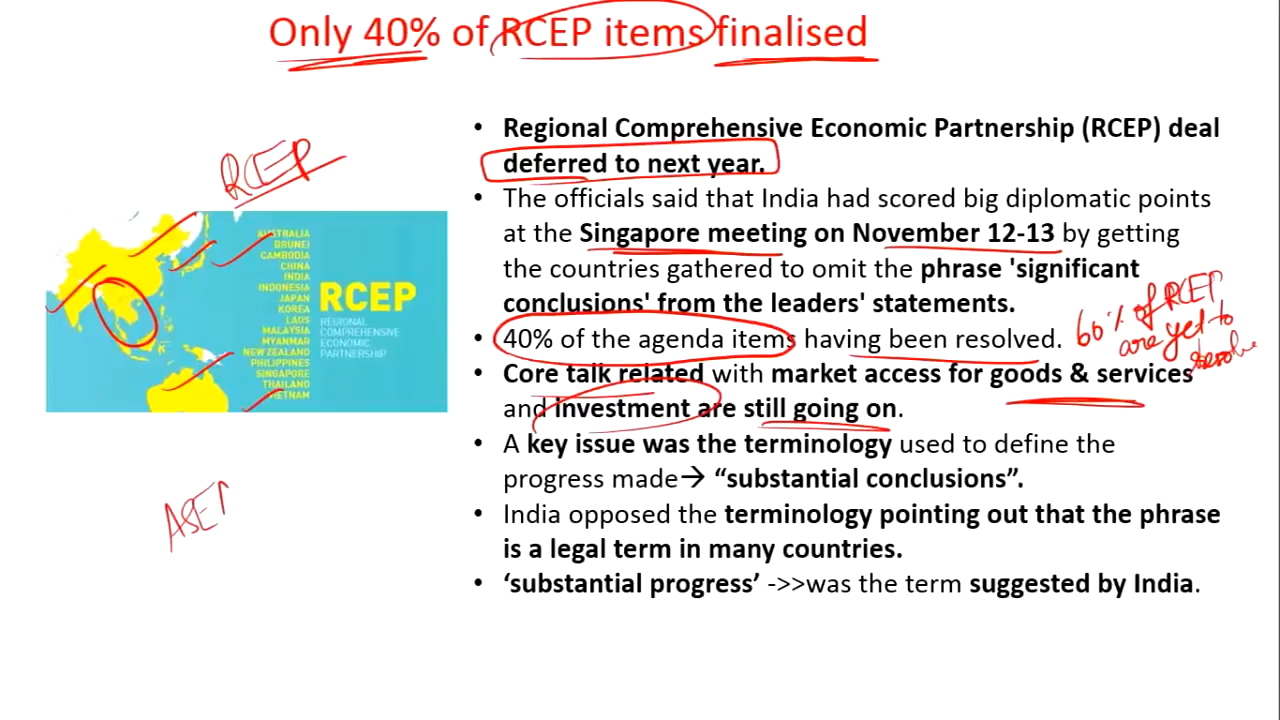 Only 40% of RCEP items finalised
RCEP
AUSTRALIA
BRUNEI
CAMBODIA
CHINA
INDIA
INDONESIA
JAPAN
KOREA
LAOS
MALAYSIA
MYANMAR
NEW ZEALAND
PHILIPPINES
SINGAPORE
THAILAND
VIETNAM
RCEP
REGIONAL
COMPREHENSIVE
ECONOMIC
PARTNERSHIP
• Regional Comprehensive Economic Partnership (RCEP) deal
deferred to next year.
• The officials said that India had scored big diplomatic points
at the Singapore meeting on November 12-13 by getting
the countries gathered to omit the phrase 'significant
conclusions' from the leaders' statements.
• 40% of the agenda items having been resolved.
60% of RCEP
are yet to
• Core talk related with market access for goods & services
and investment are still going on.
• A key issue was the terminology used to define the
progress made→ “substantial conclusions”.
• India opposed the terminology pointing out that the phrase
is a legal term in many countries.
• ‘substantial progress’ ->>was the term suggested by India.